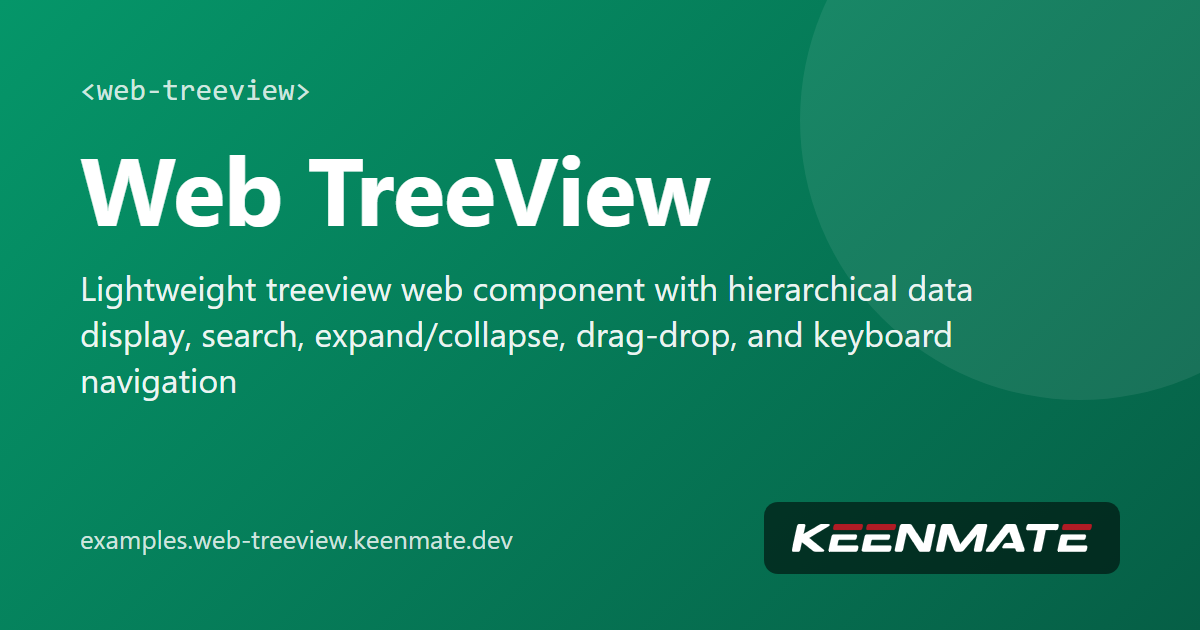 <web-treeview>
Web TreeView
Lightweight treeview web component with hierarchical data
display, search, expand/collapse, drag-drop, and keyboard
navigation
examples.web-treeview.keenmate.dev
KEENMATE